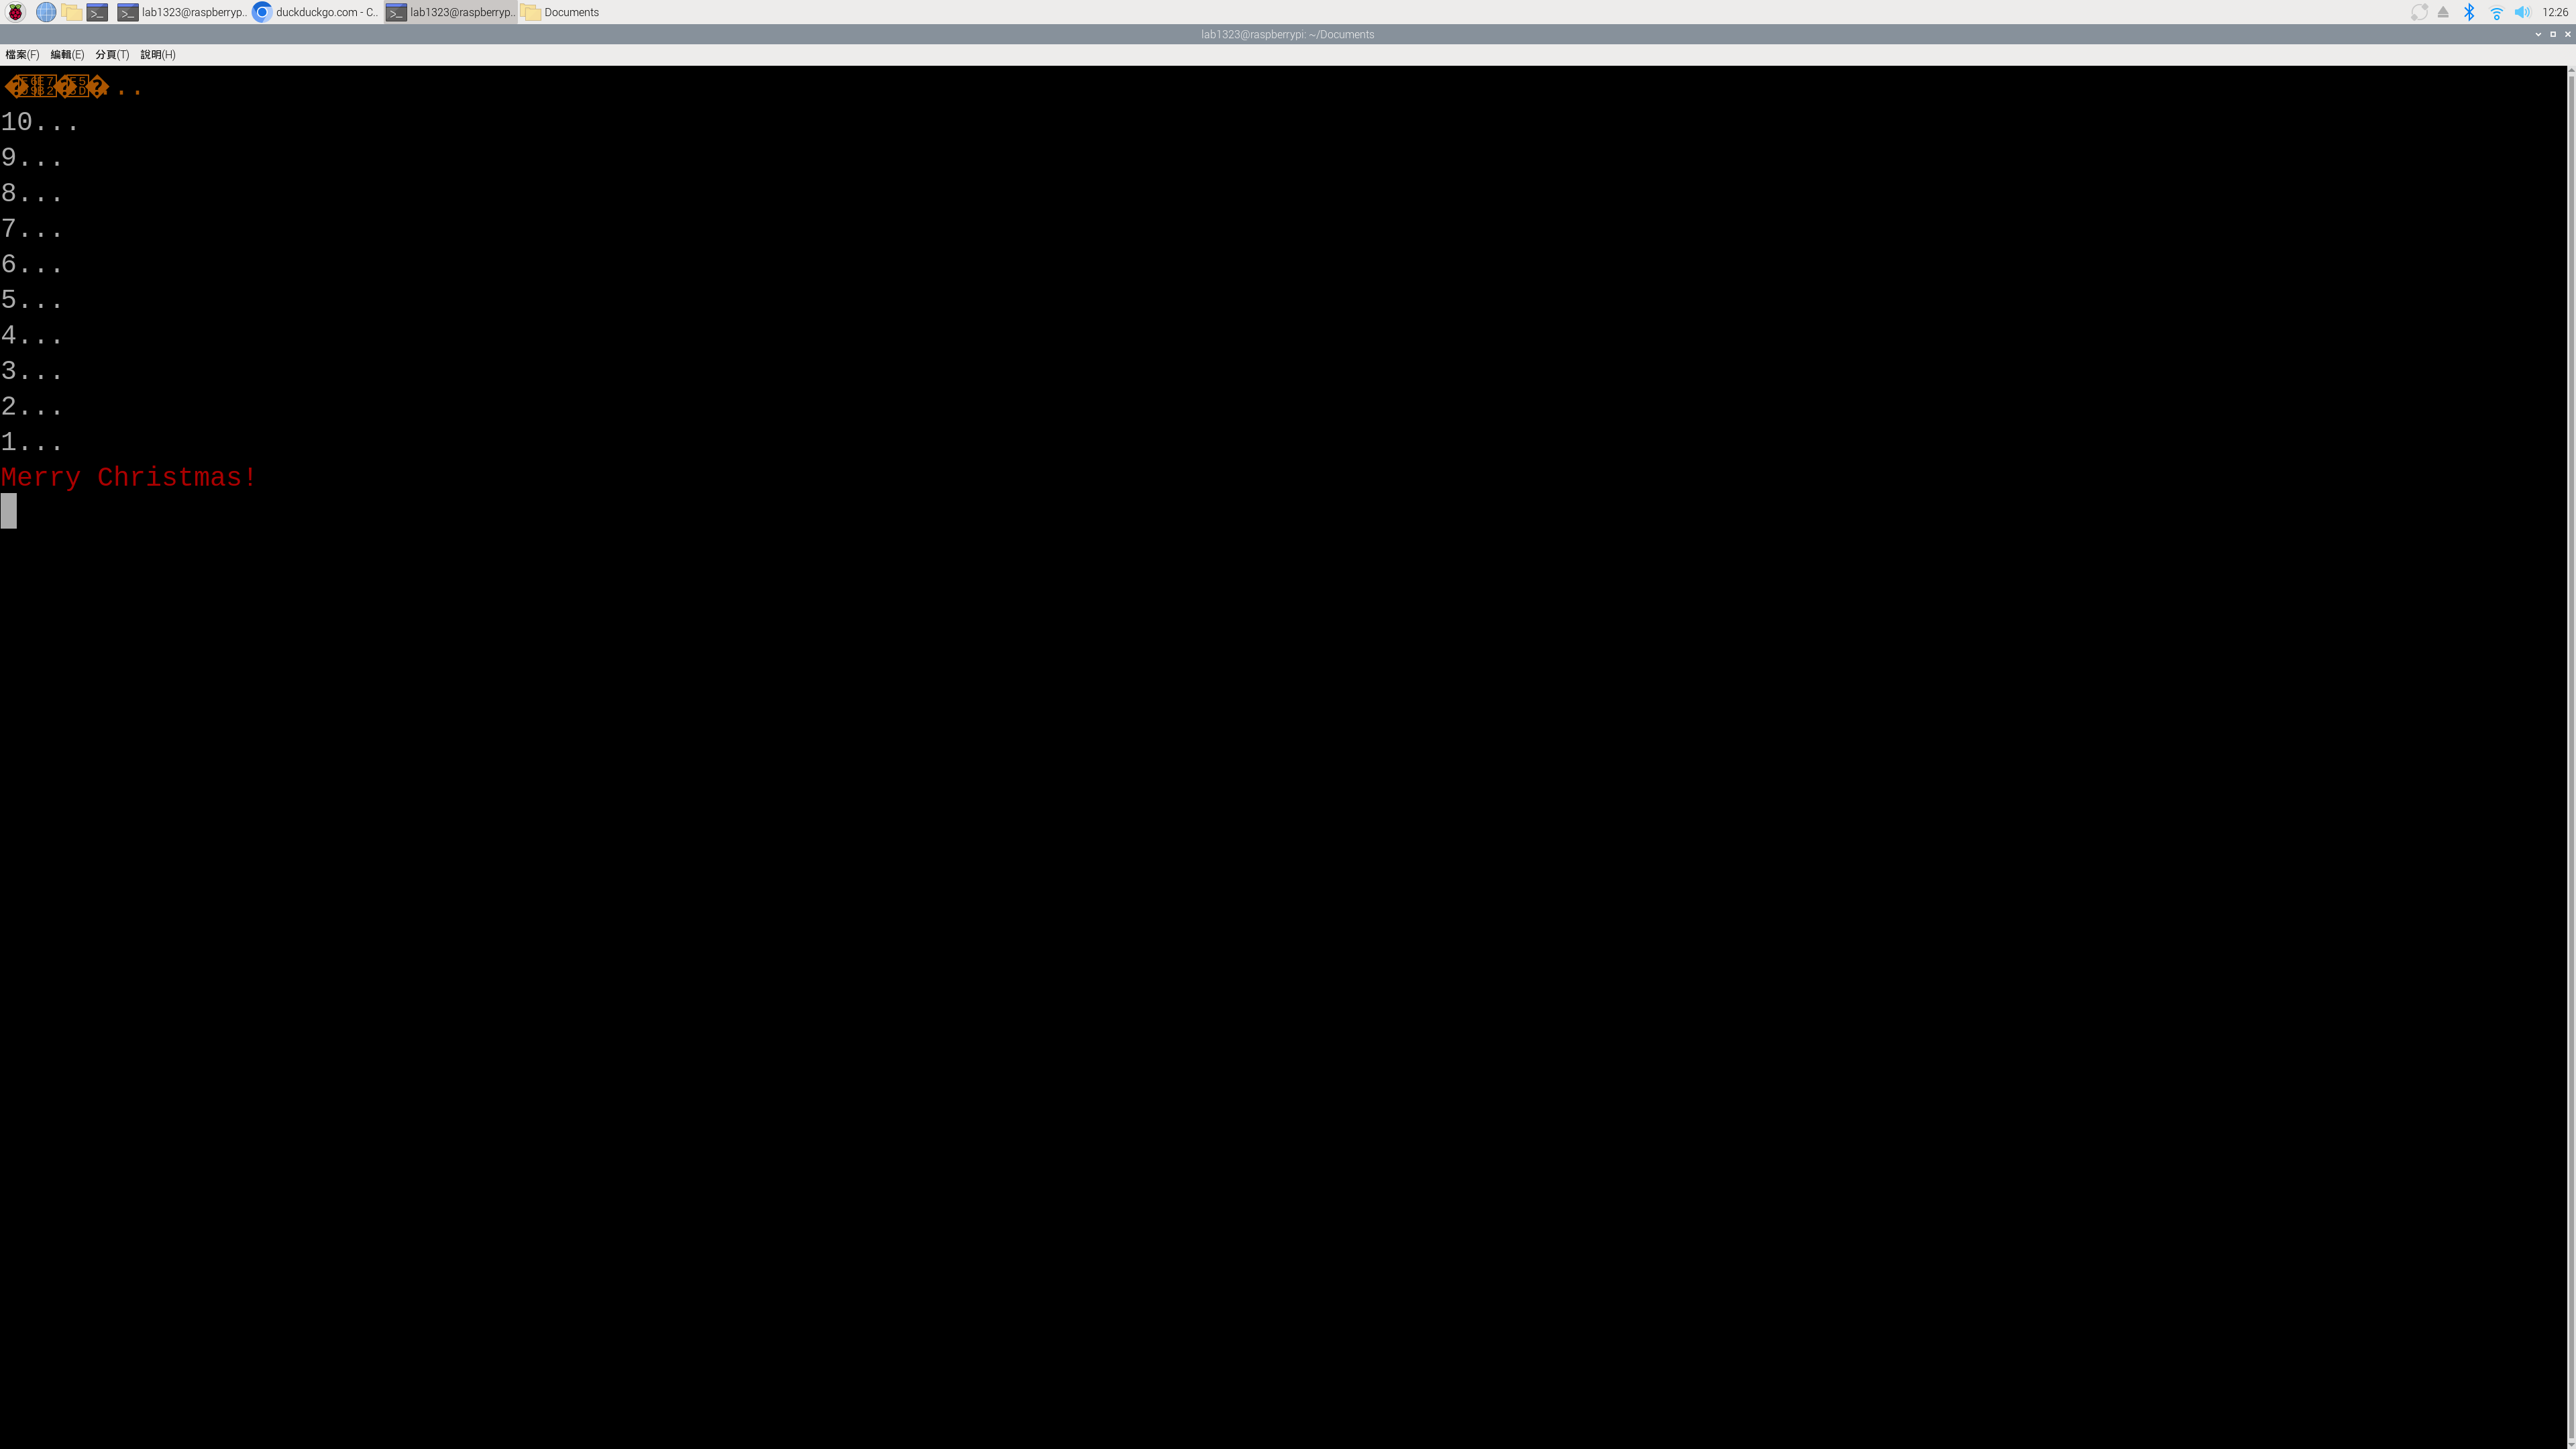 lab1323@raspberryp..
duckduckgo.com - C..
lab1323@raspberryp..
Documents
12:26
lab1323@raspberrypi: ~/Documents
檔案(F) 編輯(E) 分頁(T) 說明(H)
10...
9...
8...
7...
6...
5...
4...
3...
2...
1...
Merry Christmas!